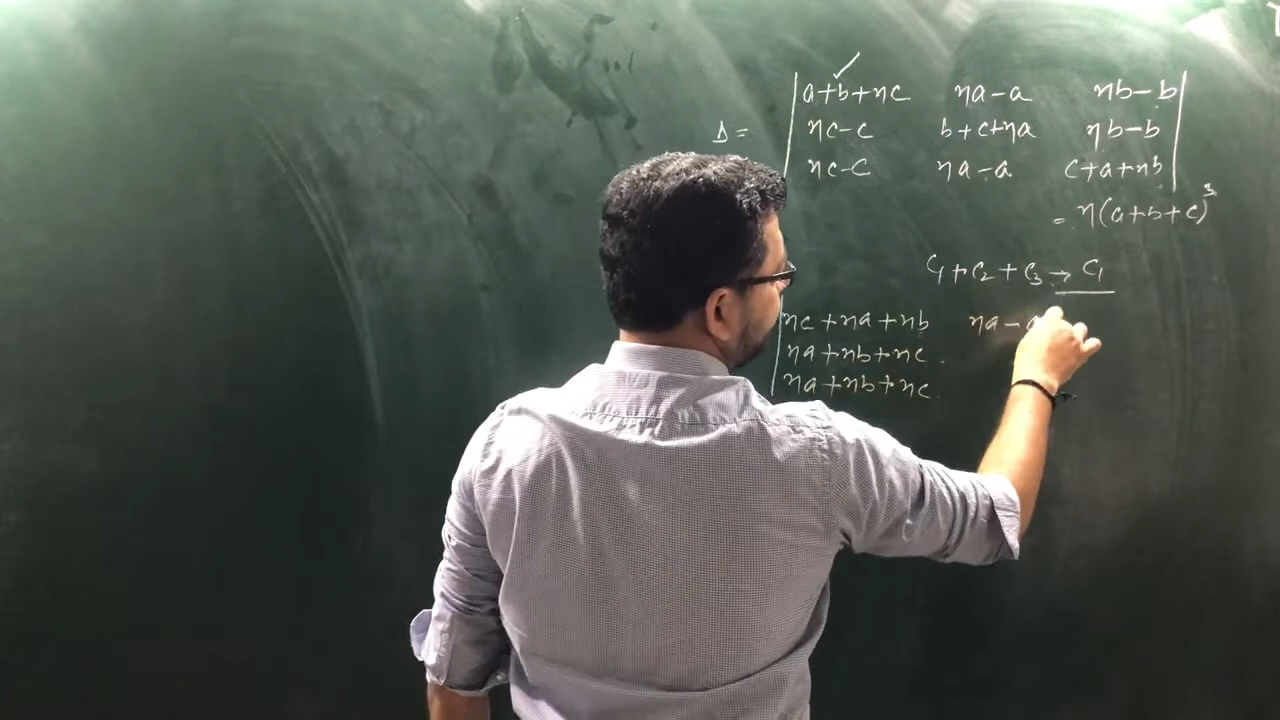 a+b+nc na-a nb-b
Δ = nc-c b+c+na nb-b
nc-c na-a c+a+nb
= n(a+b+c)³
C₁+C₂+C₃→C₁
nc+na+nb na-a
na+nb+nc
na+nb+nc